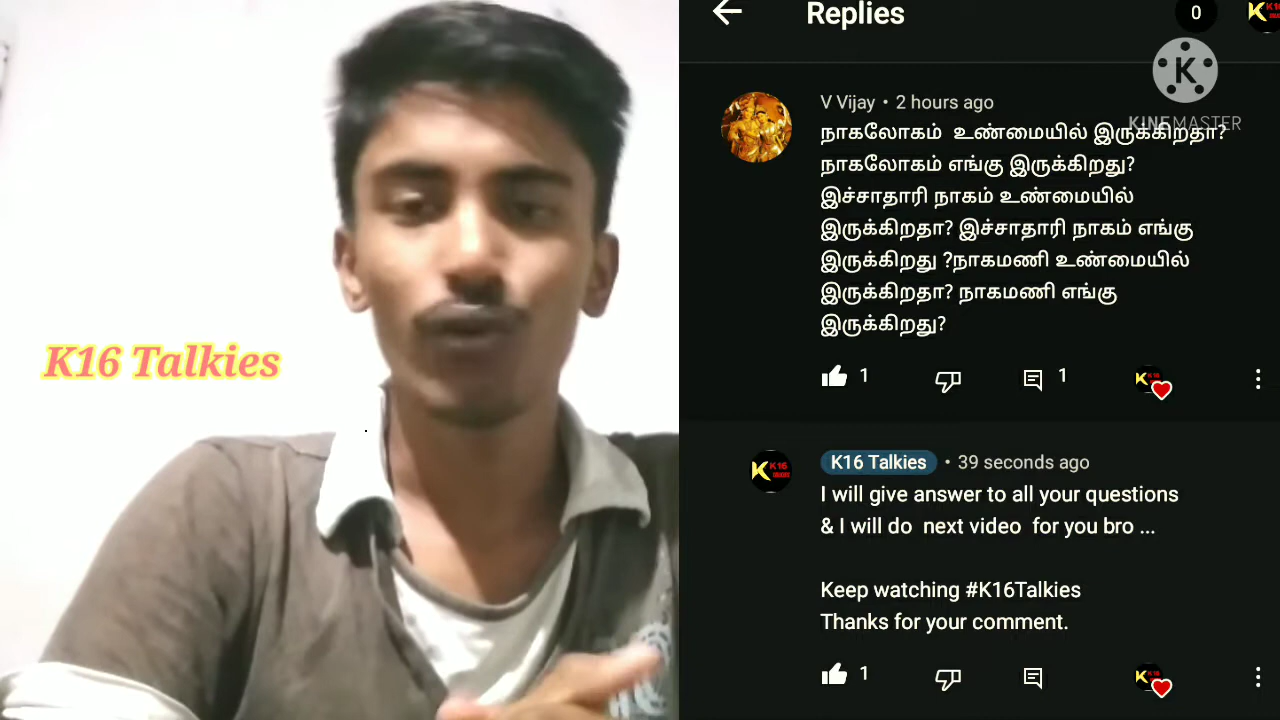 K16 Talkies
Replies
0
KINEMASTER
V Vijay • 2 hours ago
நாகலோகம் உண்மையில் இருக்கிறதா?
நாகலோகம் எங்கு இருக்கிறது?
இச்சாதாரி நாகம் உண்மையில்
இருக்கிறதா? இச்சாதாரி நாகம் எங்கு
இருக்கிறது ?நாகமணி உண்மையில்
இருக்கிறதா? நாகமணி எங்கு
இருக்கிறது?
1 1
K16 Talkies • 39 seconds ago
I will give answer to all your questions
& I will do next video for you bro ...
Keep watching #K16Talkies
Thanks for your comment.
1